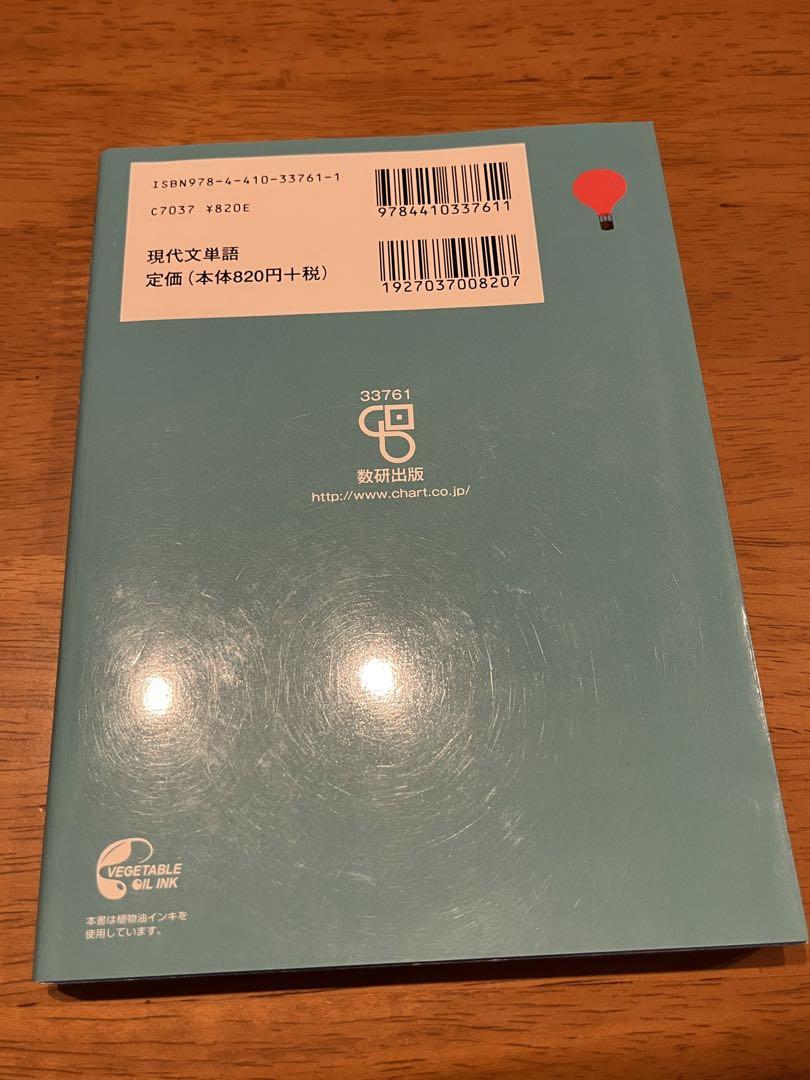 ISBN978-4-410-33761-1
C7037 ¥820E
9784410337611
現代文単語
定価(本体820円十税)
1927037008207
33761
数研出版
http://www.chart.co.jp/
VEGETABLE
OIL INK
本書は植物油インキを
使用しています。